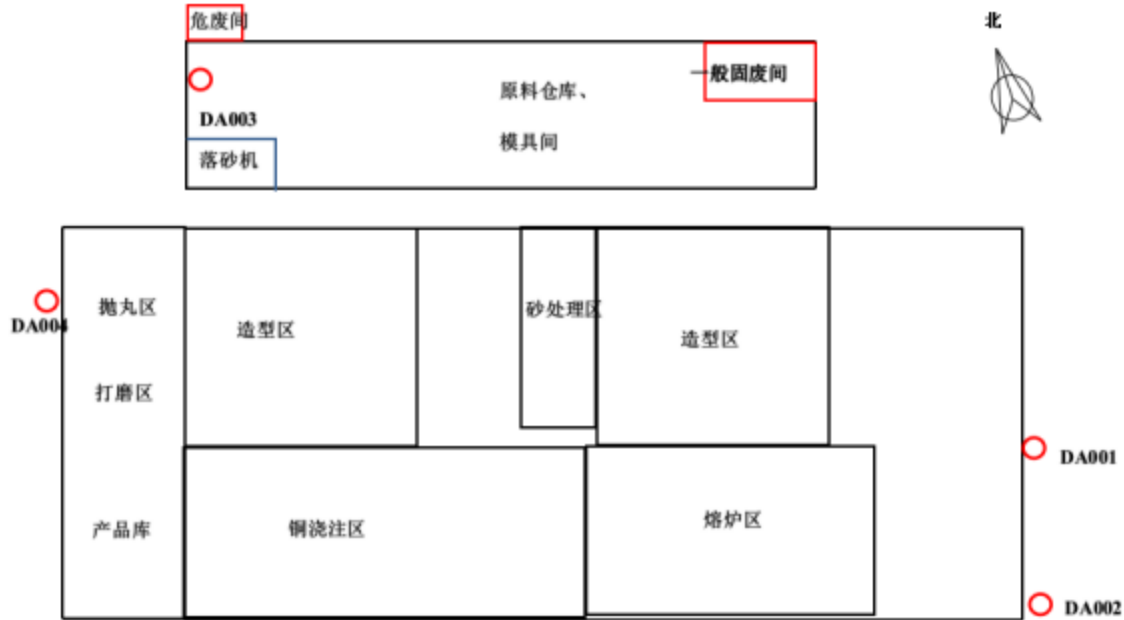 危废间
北
一般固废间
原料仓库、
模具间
DA003
落砂机
抛丸区
DA004
打磨区
造型区
砂处理区
造型区
DA001
产品库
铜浇注区
熔炉区
DA002